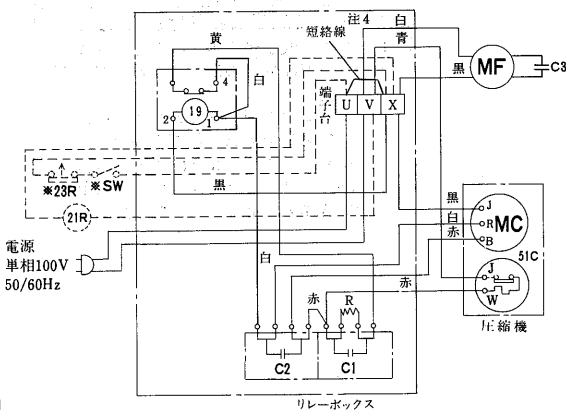 注4
白
短絡線
青
黄
黒
MF
C3
4
白
端子台
U V X
19
2
1
※23R
※SW
黒
21R
黒
J
白
R
MC
赤
B
電源
単相100V
50/60Hz
51C
白
赤
J
W
赤
R
圧縮機
C2
C1
リレーボックス